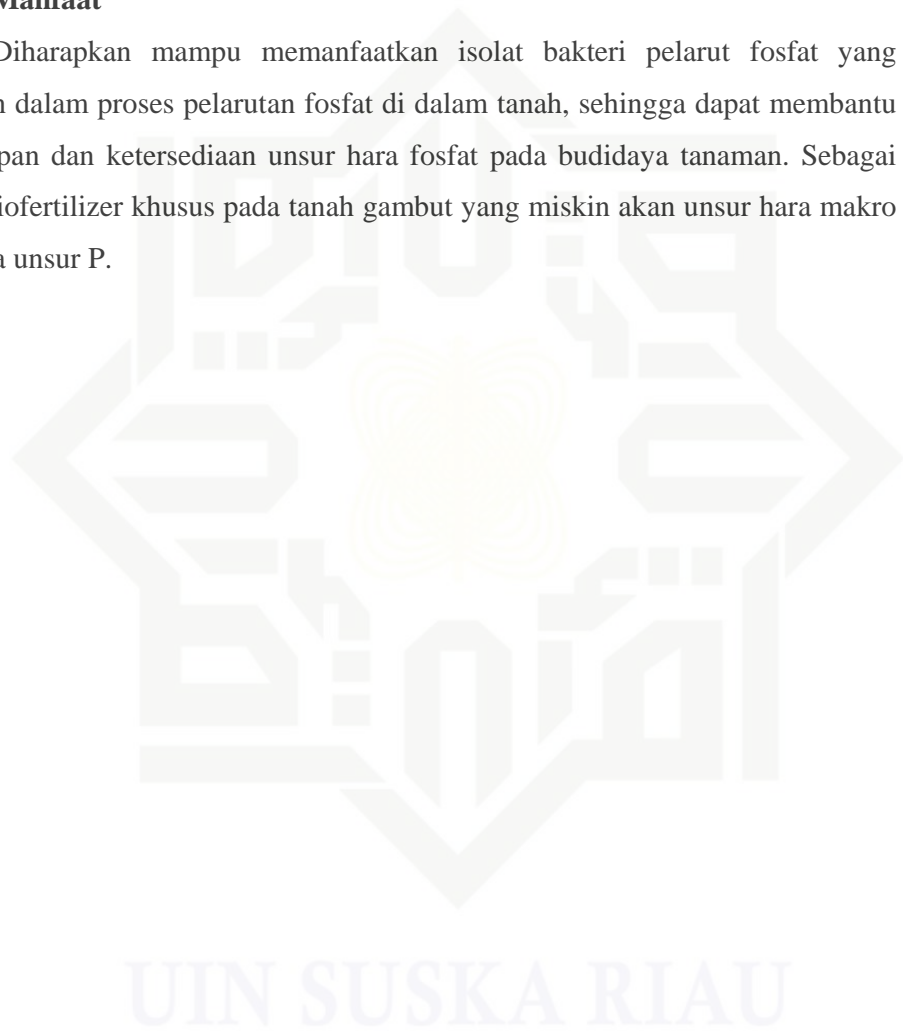 Manfaat
Diharapkan mampu memanfaatkan isolat bakteri pelarut fosfat yang
dalam proses pelarutan fosfat di dalam tanah, sehingga dapat membantu
dan ketersediaan unsur hara fosfat pada budidaya tanaman. Sebagai
khusus pada tanah gambut yang miskin akan unsur hara makro
unsur P.
UIN SUSKA RIAU